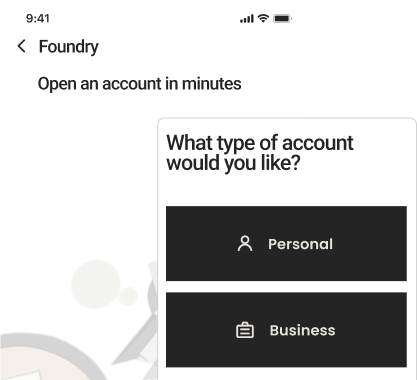 9:41
Foundry
Open an account in minutes
What type of account
would you like?
Personal
Business